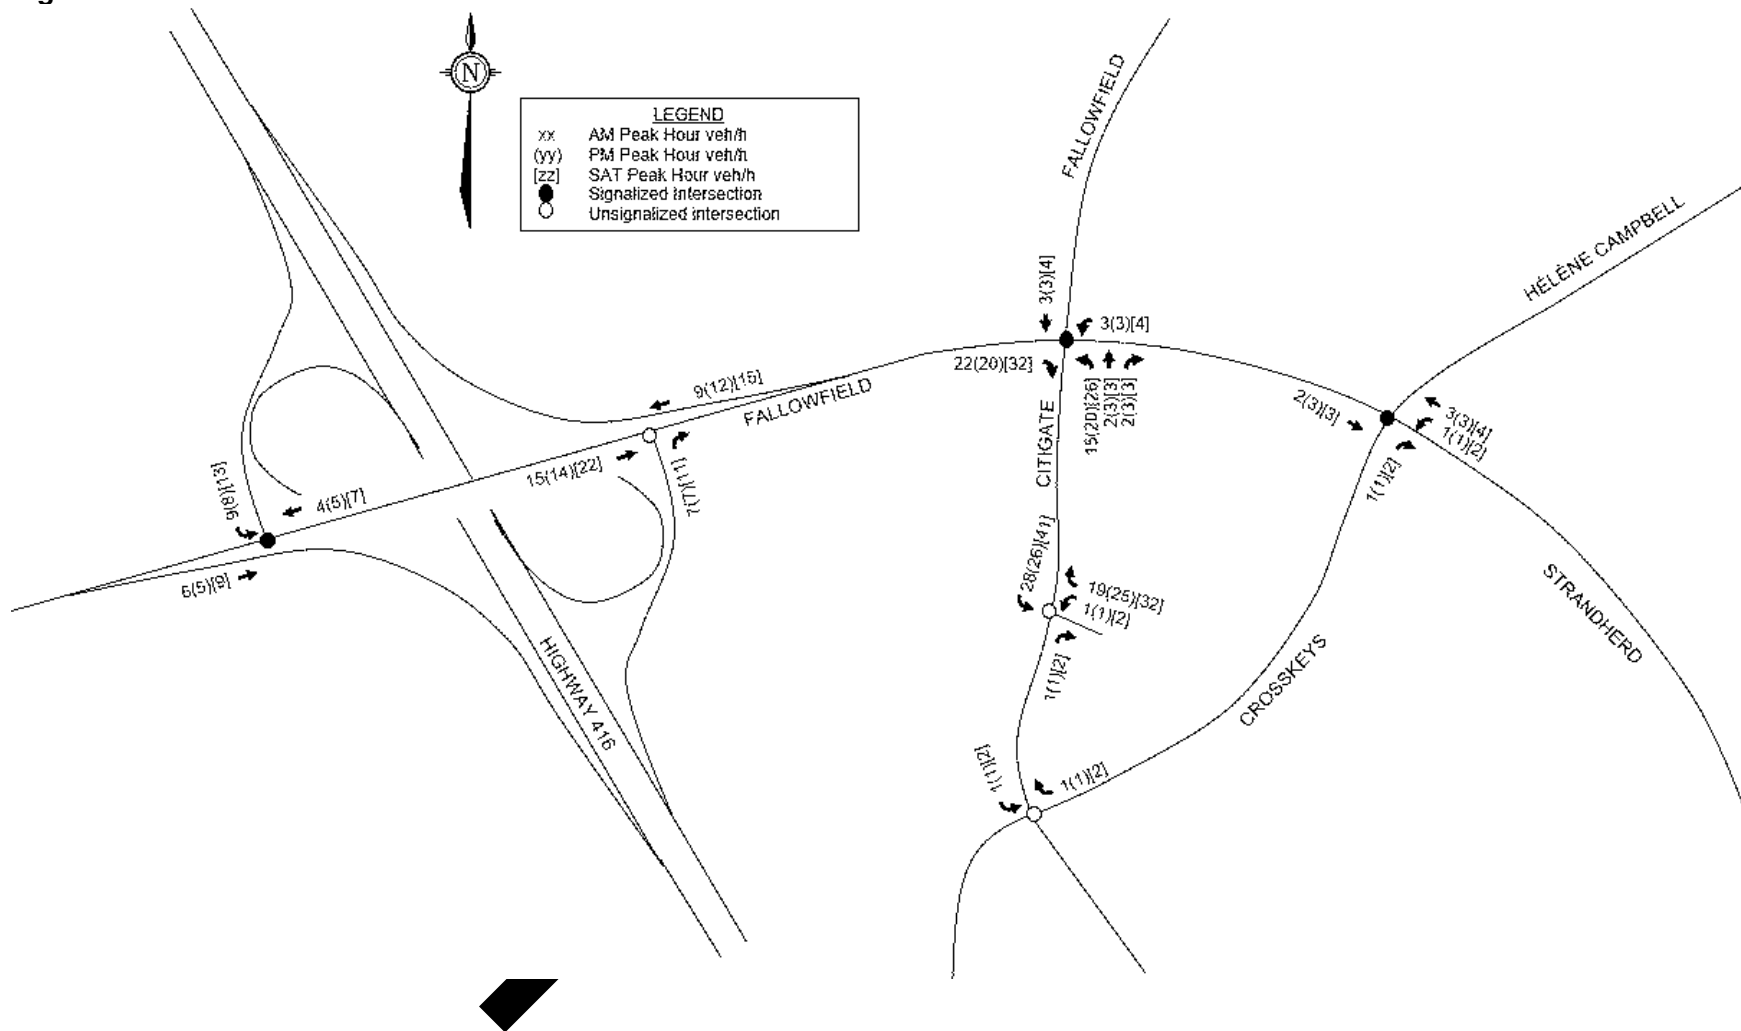 N
LEGEND
xx AM Peak Hour veh/h
(yy) PM Peak Hour veh/h
[zz] SAT Peak Hour veh/h
Signalized Intersection
Unsignalized Intersection
FALLOWFIELD
HÉLÈNE CAMPBELL
3(3)[4]
3(3)[4]
22(20)[32]
15(20)[26]
2(3)[3]
2(3)[3]
9(12)[15]
FALLOWFIELD
2(3)[3]
3(3)[4]
1(1)[2]
1(1)[2]
CITIGATE
15(14)[22]
7(7)[11]
9(8)[13]
4(5)[7]
28(26)[41]
19(25)[32]
1(1)[2]
1(1)[2]
STRANDHERD
CROSSKEYS
HIGHWAY 416
1(1)[2]
1(1)[2]